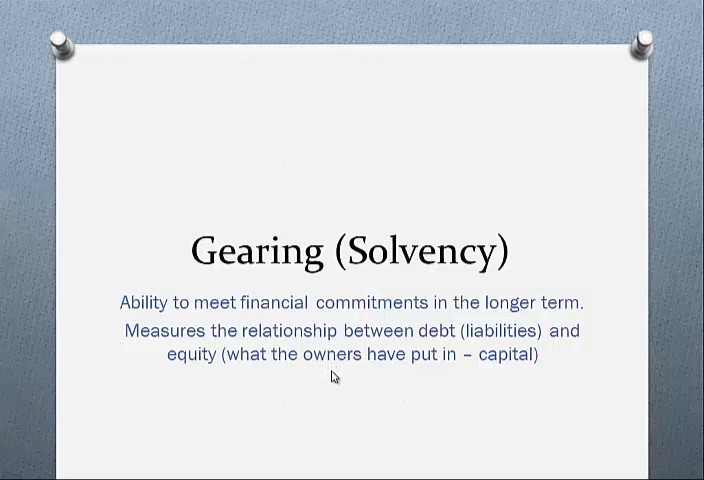 Gearing (Solvency)
Ability to meet financial commitments in the longer term.
Measures the relationship between debt (liabilities) and
equity (what the owners have put in – capital)